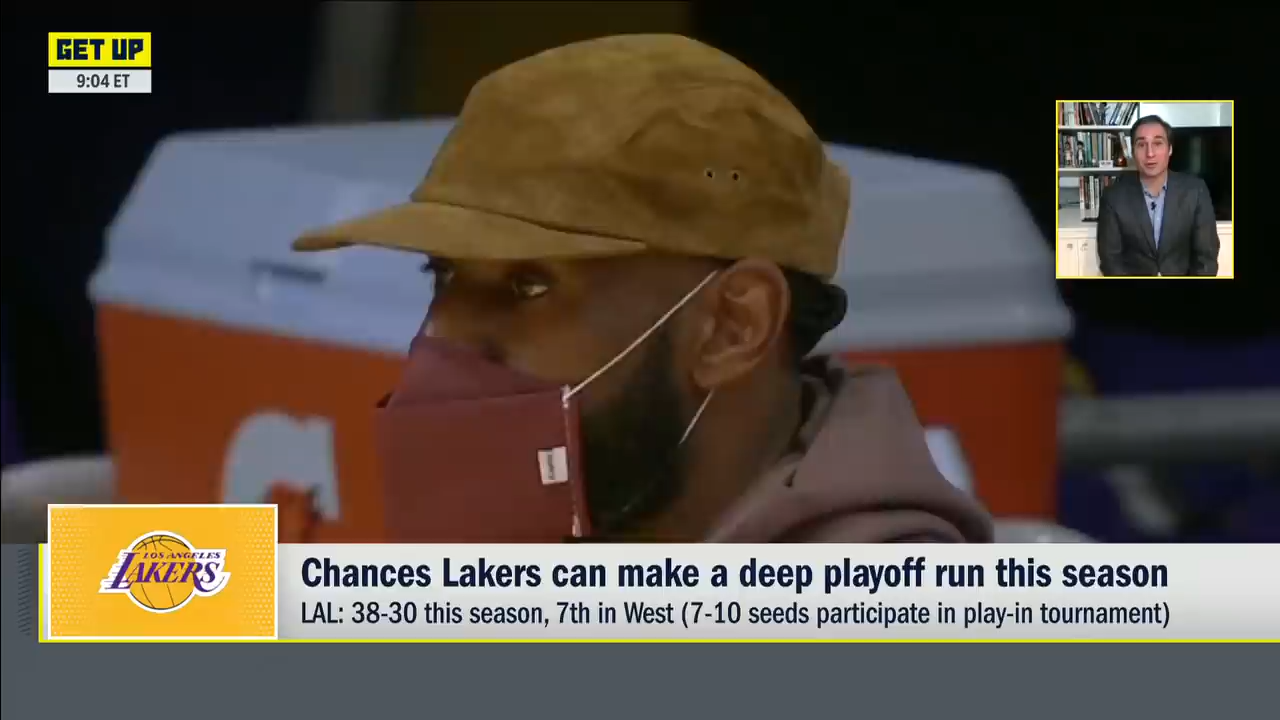 GET UP
9:04 ET
LOS ANGELES
LAKERS
Chances Lakers can make a deep playoff run this season
LAL: 38-30 this season, 7th in West (7-10 seeds participate in play-in tournament)